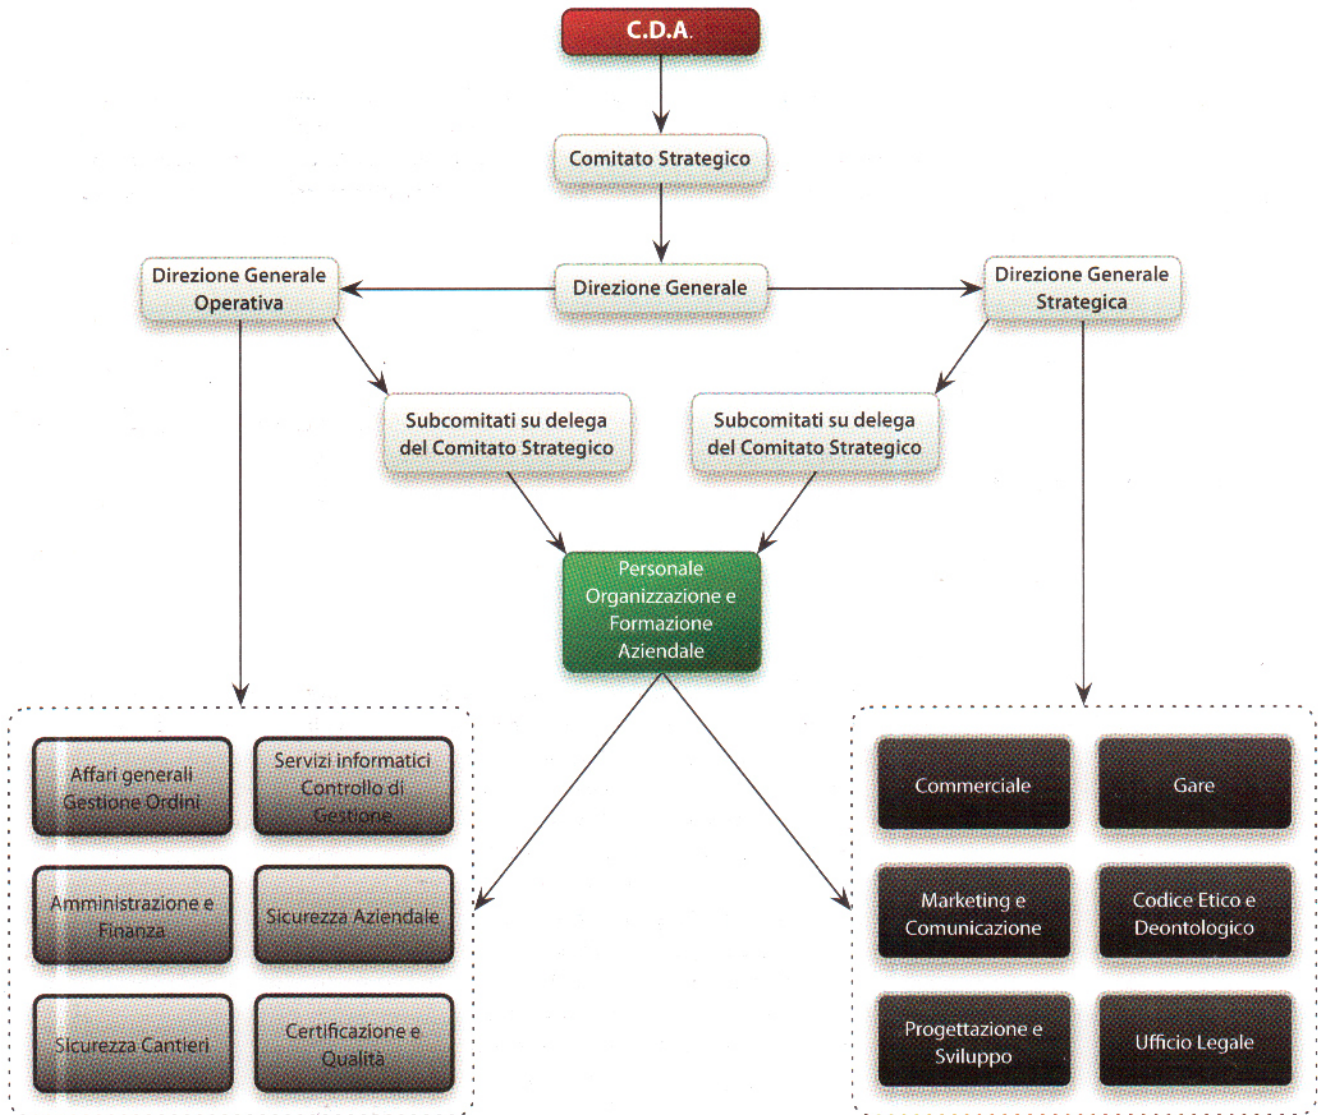 C.D.A.
Comitato Strategico
Direzione Generale
Operativa
Direzione Generale
Direzione Generale
Strategica
Subcomitati su delega
del Comitato Strategico
Subcomitati su delega
del Comitato Strategico
Personale
Organizzazione e
Formazione
Aziendale
Affari generali
Gestione Ordini
Servizi informatici
Controllo di
Gestione
Amministrazione e
Finanza
Sicurezza Aziendale
Sicurezza Cantieri
Certificazione e
Qualità
Commerciale
Gare
Marketing e
Comunicazione
Codice Etico e
Deontologico
Progettazione e
Sviluppo
Ufficio Legale